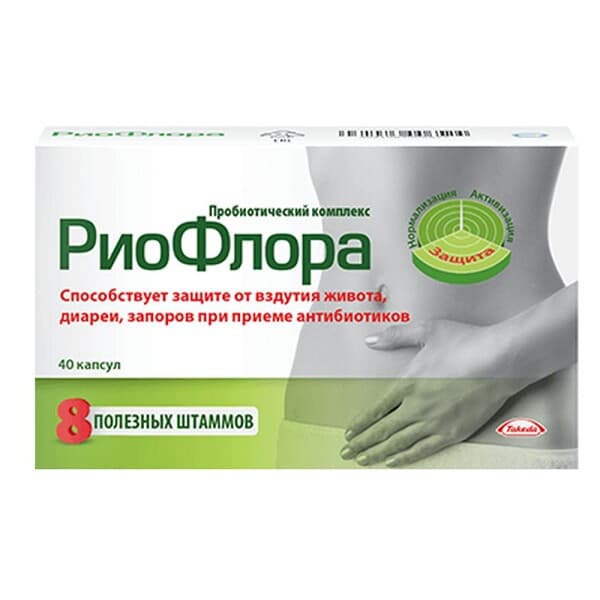 РиоФлора
Пробиотический комплекс
РиоФлора
Способствует защите от вздутия живота,
диареи, запоров при приеме антибиотиков
40 капсул
8 ПОЛЕЗНЫХ ШТАММОВ
Нормализация
Активизация
Защита
Takeda